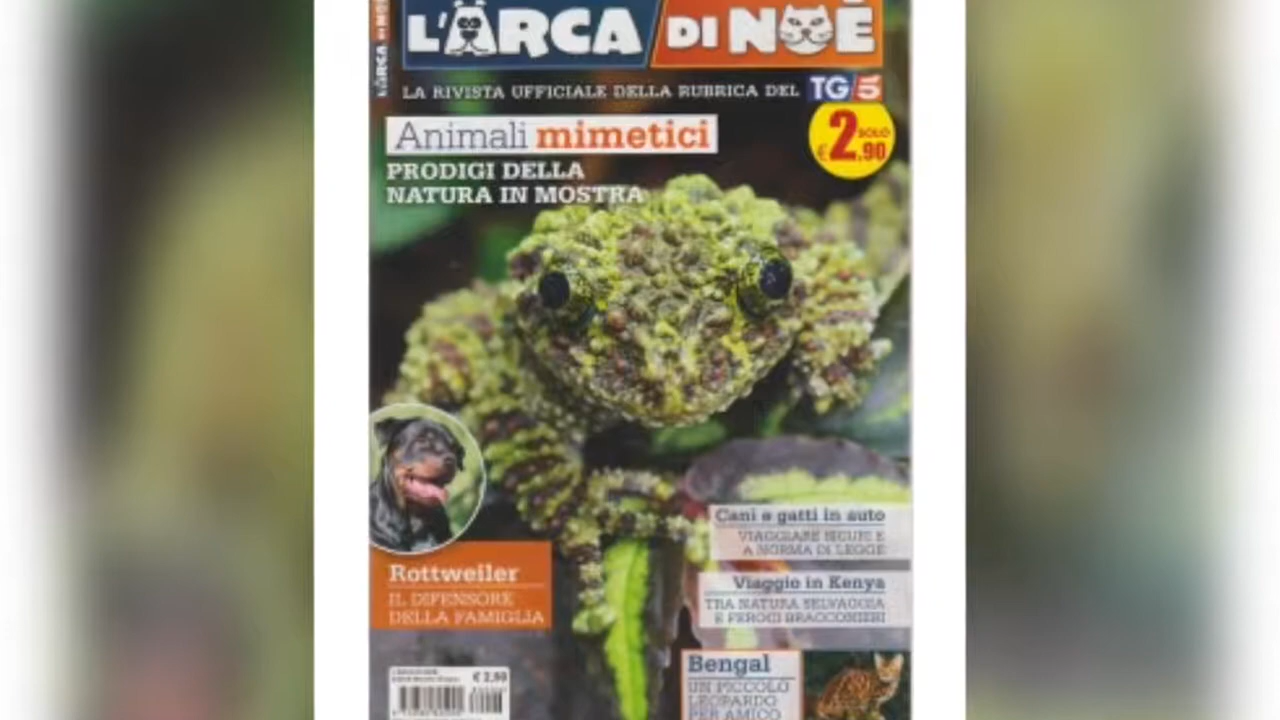 L'ARCA DI NOÈ
LA RIVISTA UFFICIALE DELLA RUBRICA DEL TG5
Animali mimetici
PRODIGI DELLA
NATURA IN MOSTRA
SOLO
€2.90
Cani e gatti in auto
VIAGGIARE SICURI E
A NORMA DI LEGGE
Rottweiler
IL DIFENSORE
DELLA FAMIGLIA
Viaggio in Kenya
TRA NATURA SELVAGGIA
E FEROCI BRACCONIERI
Bengal
UN PICCOLO
LEOPARDO
PER AMICO
€ 2,90